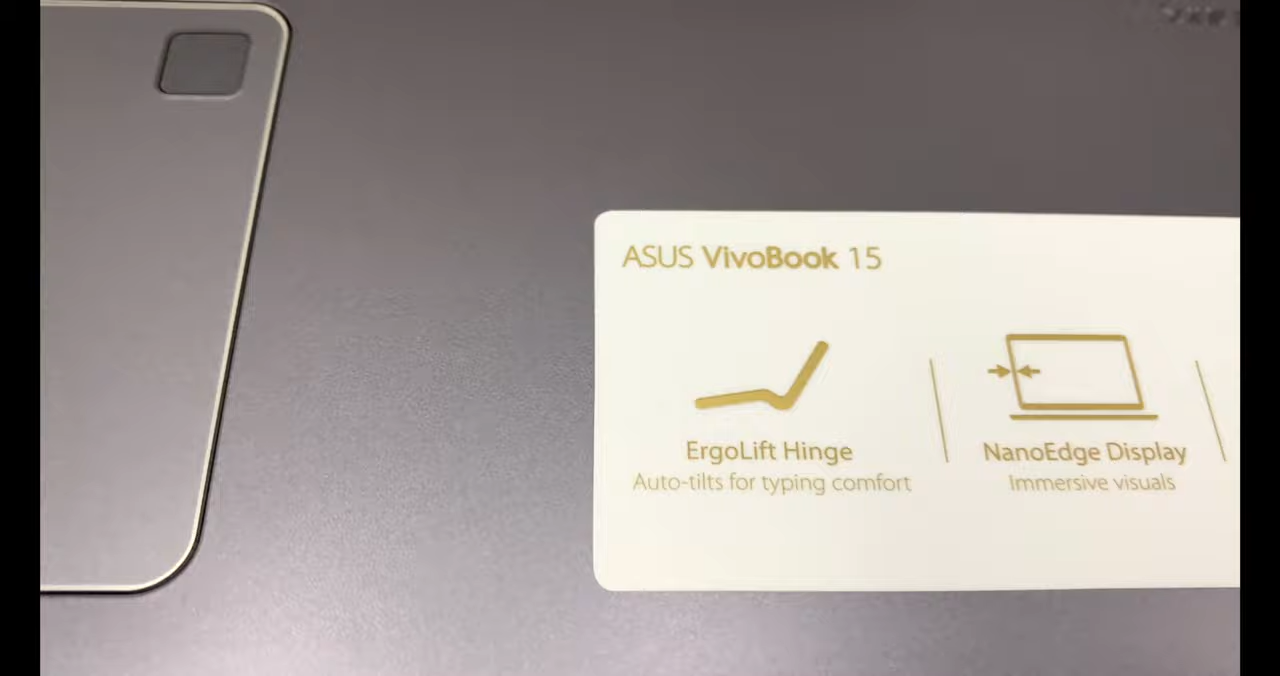 ASUS VivoBook 15
ErgoLift Hinge
Auto-tilts for typing comfort
NanoEdge Display
Immersive visuals